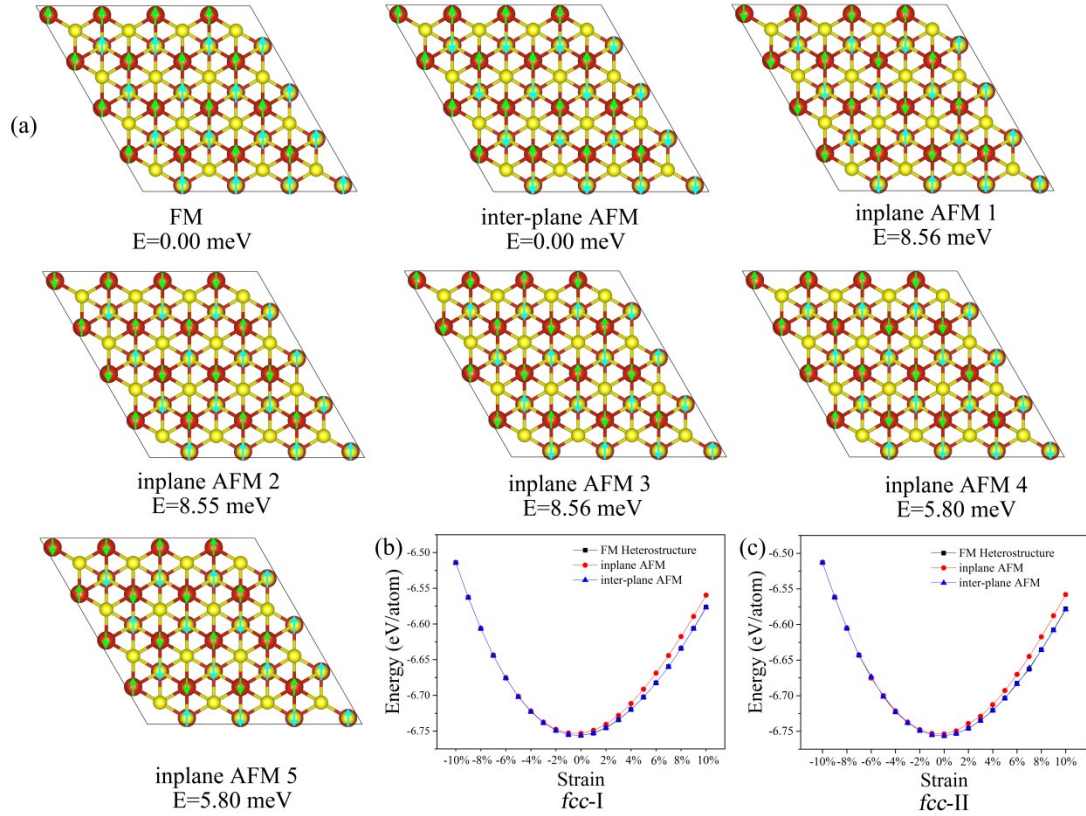 (a)
FM
E=0.00 meV
inter-plane AFM
E=0.00 meV
inplane AFM 1
E=8.56 meV
inplane AFM 2
E=8.55 meV
inplane AFM 3
E=8.56 meV
inplane AFM 4
E=5.80 meV
inplane AFM 5
E=5.80 meV
(b)
FM Heterostructure
inplane AFM
inter-plane AFM
Energy (eV/atom)
-6.50
-6.55
-6.60
-6.65
-6.70
-6.75
-10% -8% -6% -4% -2% 0% 2% 4% 6% 8% 10%
Strain
fcc-I
(c)
FM Heterostructure
inplane AFM
inter-plane AFM
Energy (eV/atom)
-6.50
-6.55
-6.60
-6.65
-6.70
-6.75
-10% -8% -6% -4% -2% 0% 2% 4% 6% 8% 10%
Strain
fcc-II